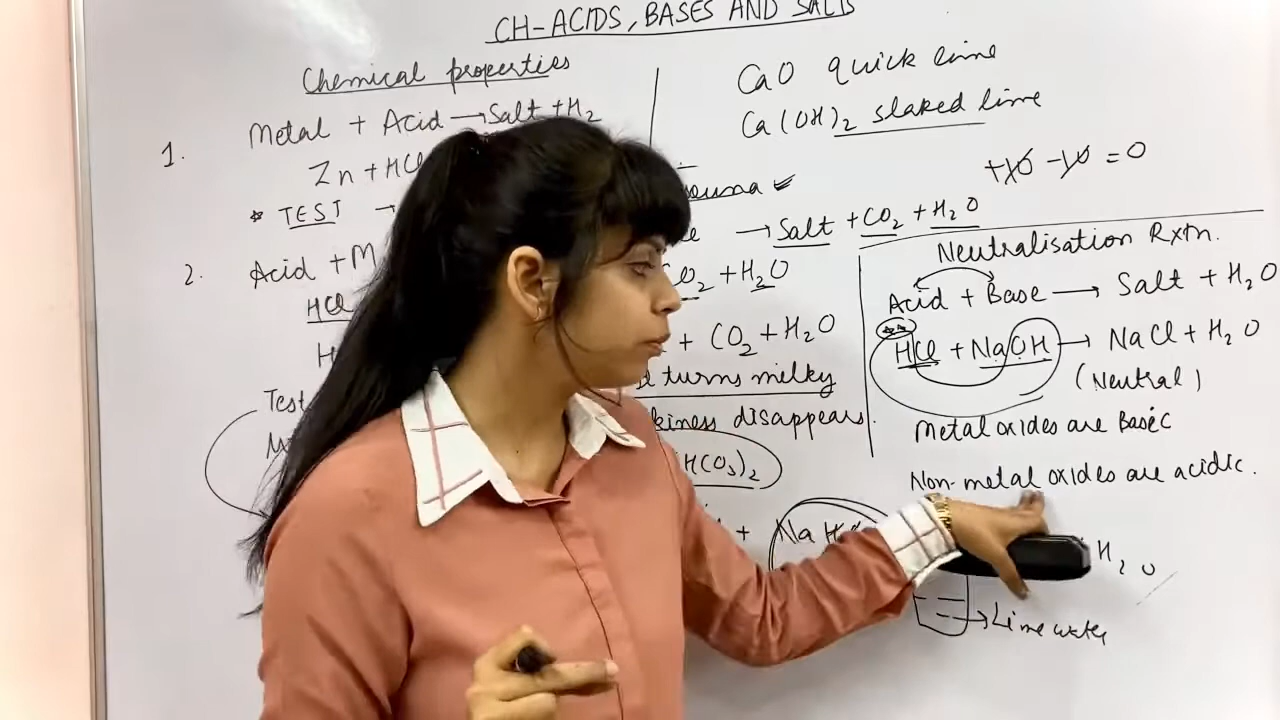 CH-ACIDS, BASES AND SALTS
Chemical properties
1. Metal + Acid → Salt + H2
Zn + HCl
* TEST →
2. Acid + M
HCl
H
Test
CaO quick lime
Ca(OH)2 slaked lime
+10 -10 = 0
→ Salt + CO2 + H2O
CO2 + H2O
+ CO2 + H2O
turns milky
disappears.
HCO3)2
+ NaH
Neutralisation Rxtn.
Acid + Base → Salt + H2O
HCl + NaOH → NaCl + H2O
(Neutral)
Metal oxides are Basic
Non-metal oxides are acidic.
H2O
→ Lime water